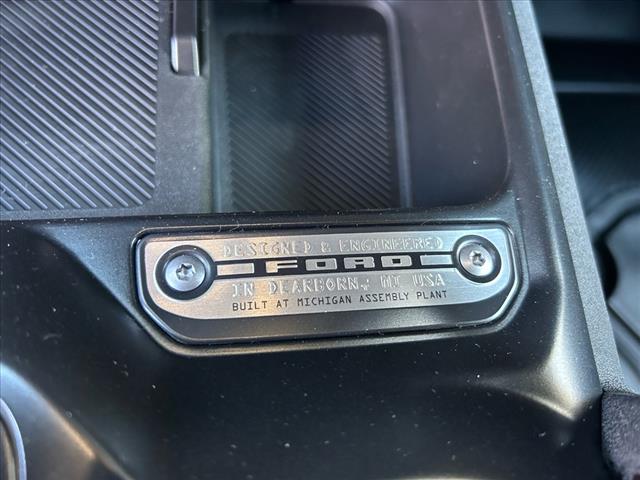 DESIGNED & ENGINEERED
FORD
IN DEARBORN, MI USA
BUILT AT MICHIGAN ASSEMBLY PLANT